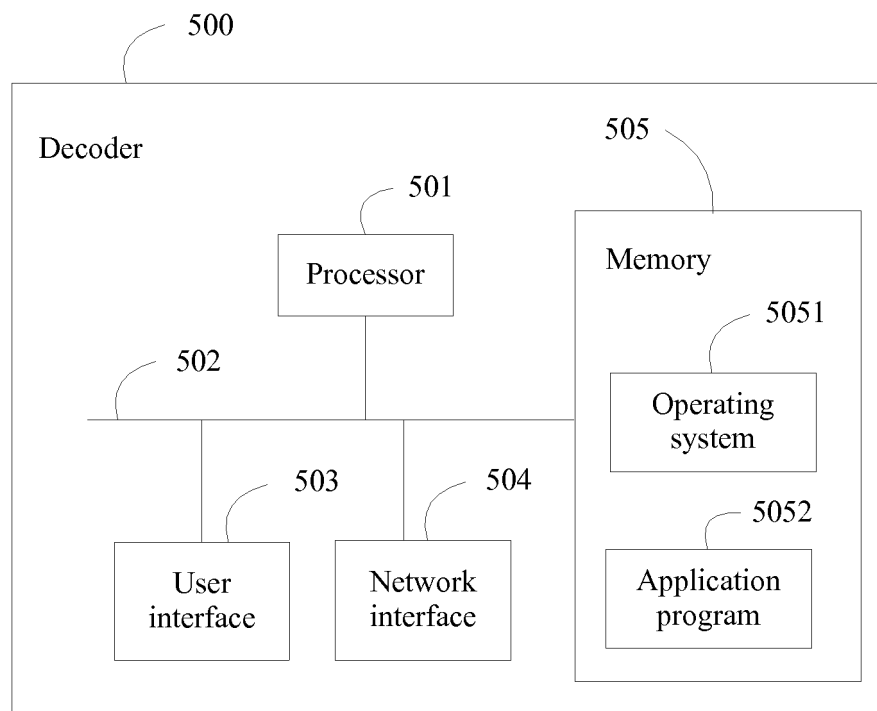 500
Decoder
505
501
Processor
Memory
5051
502
Operating
system
503
504
5052
User
interface
Network
interface
Application
program